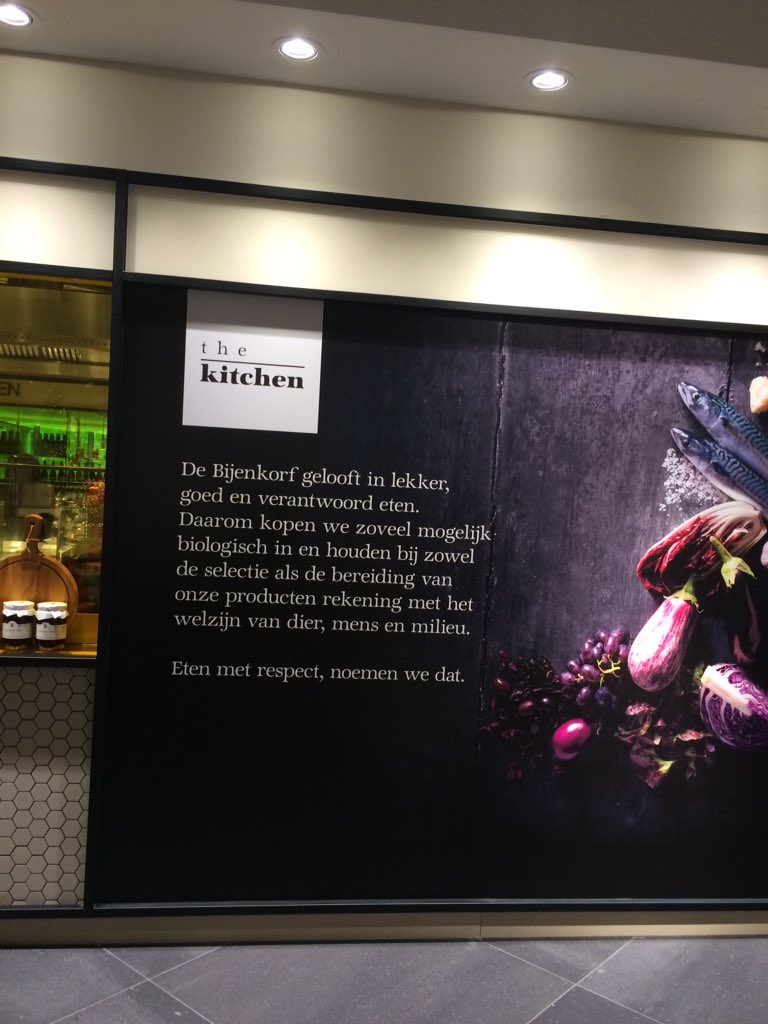 the
kitchen
De Bijenkorf gelooft in lekker,
goed en verantwoord eten.
Daarom kopen we zoveel mogelijk
biologisch in en houden bij zowel
de selectie als de bereiding van
onze producten rekening met het
welzijn van dier, mens en milieu.
Eten met respect, noemen we dat.
EN